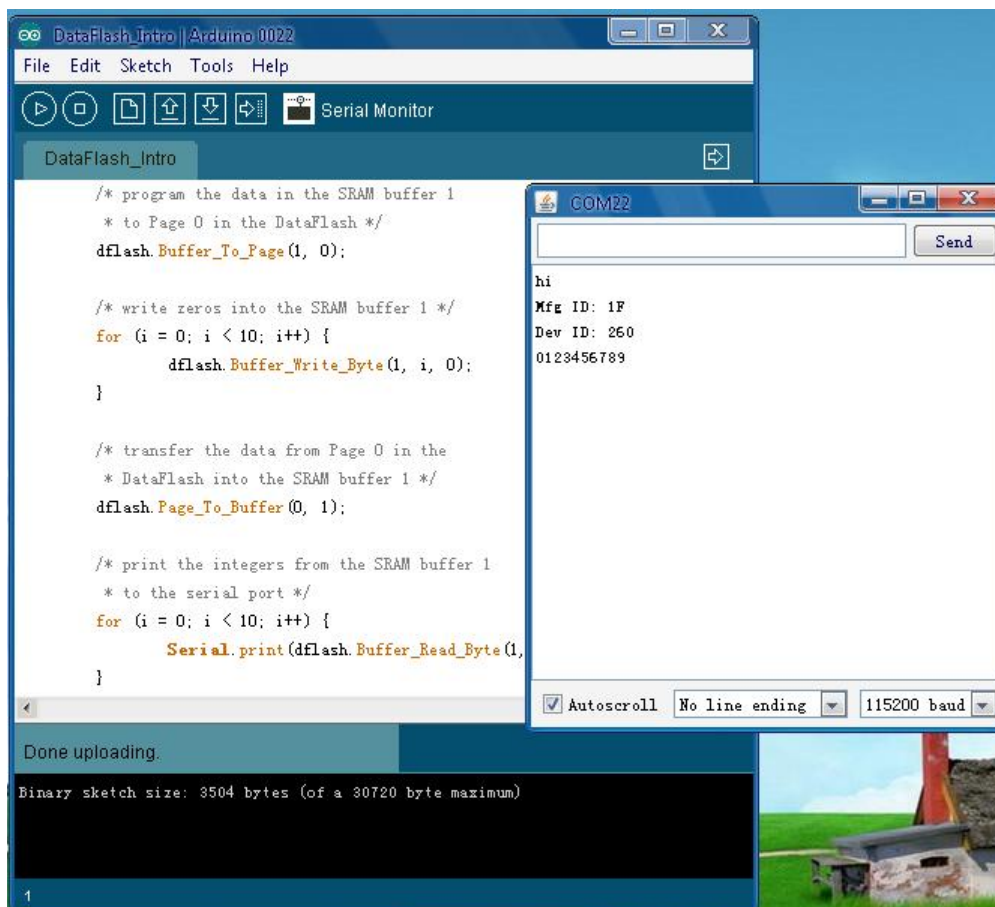 DataFlash_Intro | Arduino 0022
File Edit Sketch Tools Help
Serial Monitor
DataFlash_Intro
/* program the data in the SRAM buffer 1
* to Page 0 in the DataFlash */
dflash.Buffer_To_Page(1, 0);
/* write zeros into the SRAM buffer 1 */
for (i = 0; i < 10; i++) {
dflash.Buffer_Write_Byte(1, i, 0);
}
/* transfer the data from Page 0 in the
* DataFlash into the SRAM buffer 1 */
dflash.Page_To_Buffer(0, 1);
/* print the integers from the SRAM buffer 1
* to the serial port */
for (i = 0; i < 10; i++) {
Serial.print(dflash.Buffer_Read_Byte(1,
}
COM22
Send
hi
Mfg ID: 1F
Dev ID: 260
0123456789
Autoscroll No line ending 115200 baud
Done uploading.
Binary sketch size: 3504 bytes (of a 30720 byte maximum)
1